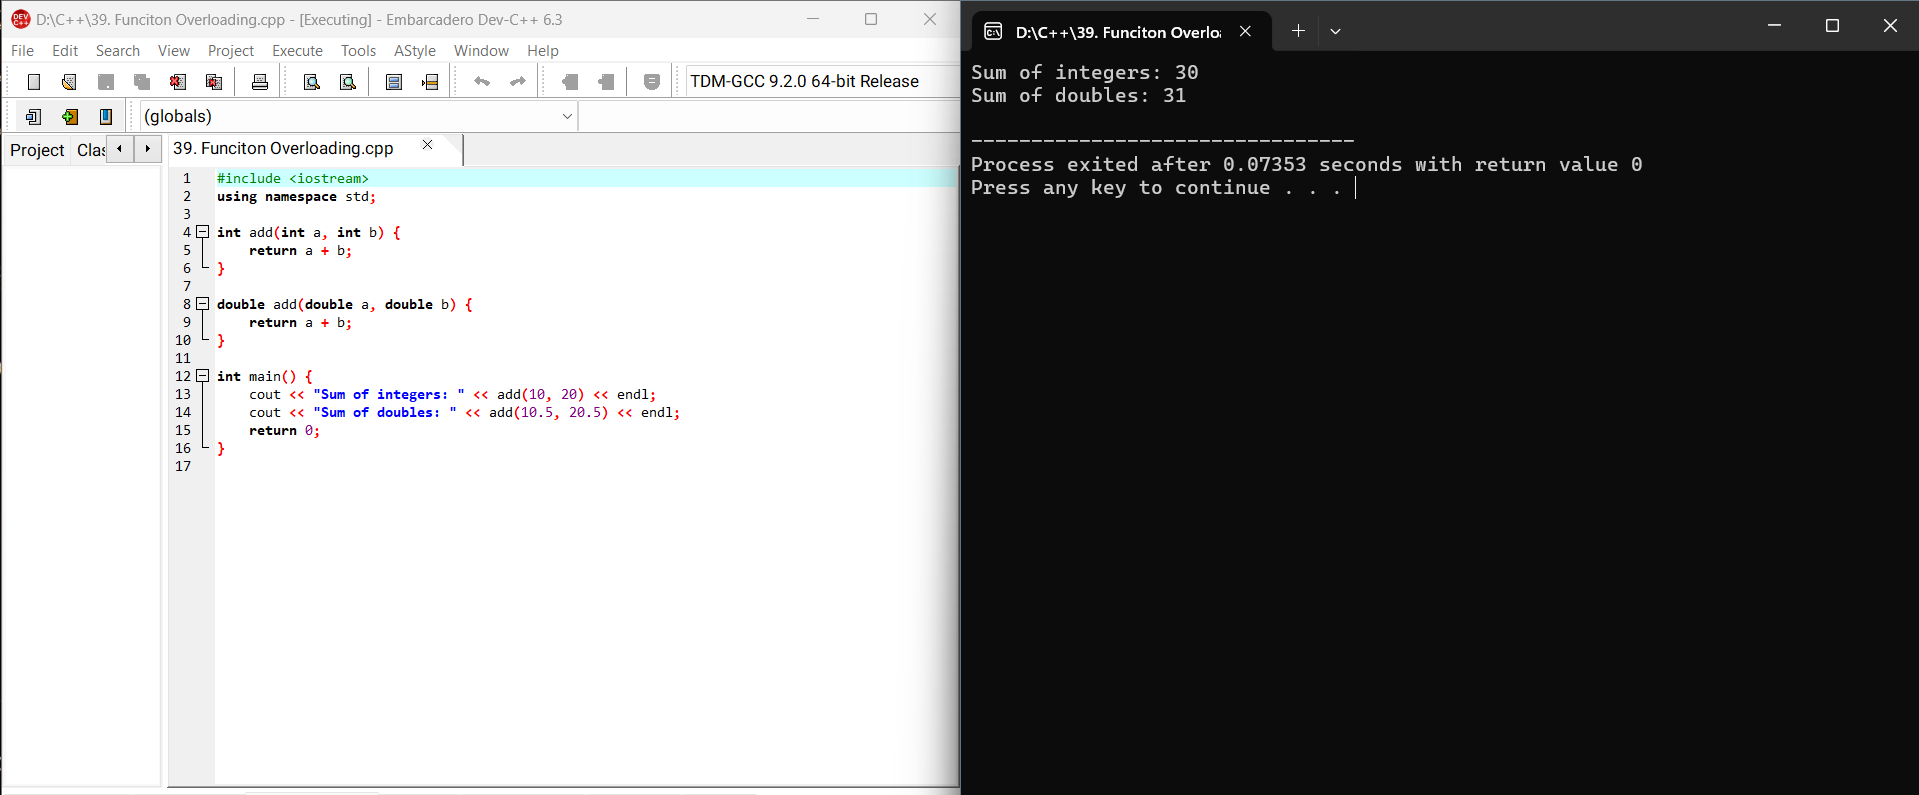 D:\C++\39. Funciton Overloading.cpp - [Executing] - Embarcadero Dev-C++ 6.3
File Edit Search View Project Execute Tools AStyle Window Help
TDM-GCC 9.2.0 64-bit Release
(globals)
Project Clas
39. Funciton Overloading.cpp
1 #include <iostream>
2 using namespace std;
3
4 int add(int a, int b) {
5     return a + b;
6 }
7
8 double add(double a, double b) {
9     return a + b;
10 }
11
12 int main() {
13     cout << "Sum of integers: " << add(10, 20) << endl;
14     cout << "Sum of doubles: " << add(10.5, 20.5) << endl;
15     return 0;
16 }
17
D:\C++\39. Funciton Overlo
Sum of integers: 30
Sum of doubles: 31
--------------------------------
Process exited after 0.07353 seconds with return value 0
Press any key to continue . . .